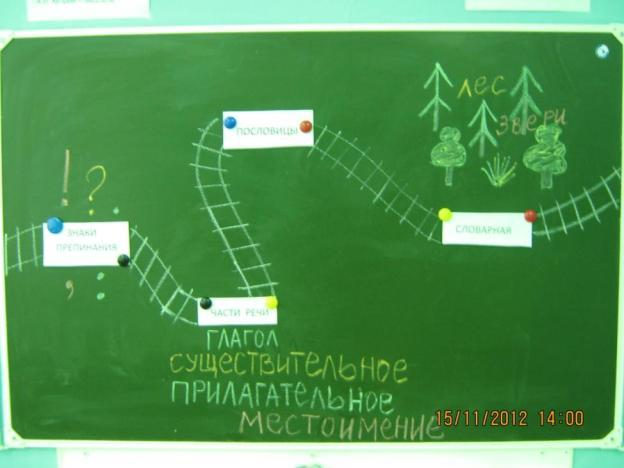 лес
звери
ПОСЛОВИЦЫ
! ?
ЗНАКИ
ПРЕПИНАНИЯ
.
, :
СЛОВАРНАЯ
ЧАСТИ РЕЧИ
ГЛАГОЛ
СУЩЕСТВИТЕЛЬНОЕ
ПРИЛАГАТЕЛЬНОЕ
МЕСТОИМЕНИЕ
15/11/2012 14:00